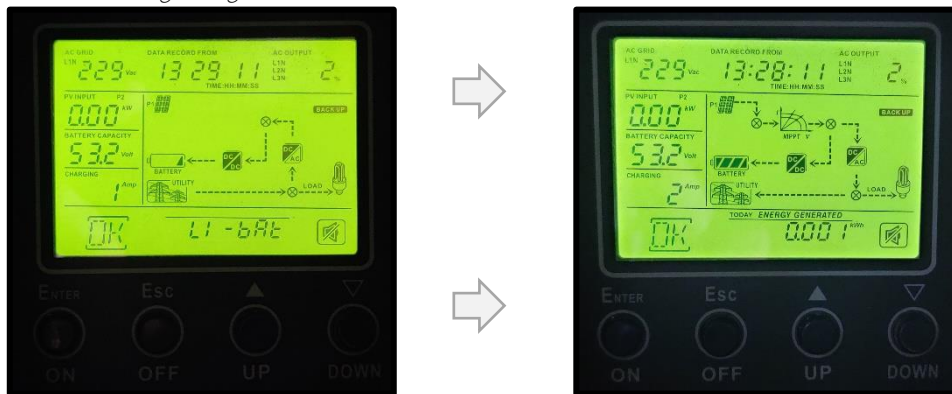 AC GRID DATA RECORD FROM AC OUTPUT
L1N 229 Vac 13 29 11 L1N L2N L3N 2 %
TIME:HH:MM:SS
PV INPUT P2
0.00 kW
P1
BACK UP
BATTERY CAPACITY
53.2 Volt
DC/AC
DC/DC
BATTERY
CHARGING
1 Amp
UTILITY
LOAD
OK LI-bAt
ENTER ESC
ON OFF UP DOWN
AC GRID DATA RECORD FROM AC OUTPUT
L1N 229 Vac 13:28:11 L1N L2N L3N 2 %
TIME:HH:MM:SS
PV INPUT P2
0.00 kW
P1
BACK UP
MPPT V
BATTERY CAPACITY
53.2 Volt
DC/AC
DC/DC
BATTERY
CHARGING
2 Amp
UTILITY
LOAD
TODAY ENERGY GENERATED
OK 0.001 kWh
ENTER ESC
ON OFF UP DOWN